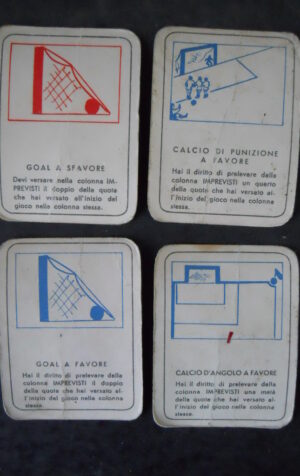 GOAL A SFAVORE
Devi versare nella colonna IM-
PREVISTI il doppio della quota
che hai versato all'inizio del
gioco nella colonna stessa.
CALCIO DI PUNIZIONE
A FAVORE
Hai il diritto di prelevare dalla
colonna IMPREVISTI un quarto
della quota che hai versato al-
l'inizio del gioco nella colonna
stessa.
GOAL A FAVORE
Hai il diritto di prelevare dalla
colonna IMPREVISTI il doppio
della quota che hai versato al-
l'inizio del gioco nella colonna
stessa
CALCIO D'ANGOLO A FAVORE
Hai il diritto di prelevare dalla
colonna IMPREVISTI una metà
della quota che hai versato al-
l'inizio del gioco nella colonna
stessa.